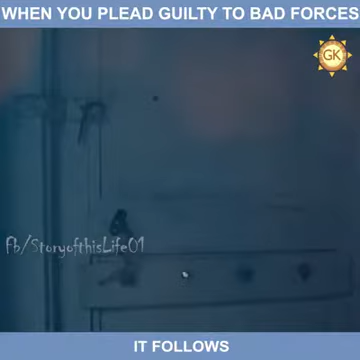 WHEN YOU PLEAD GUILTY TO BAD FORCES
GK
Fb/StoryofthisLife01
IT FOLLOWS